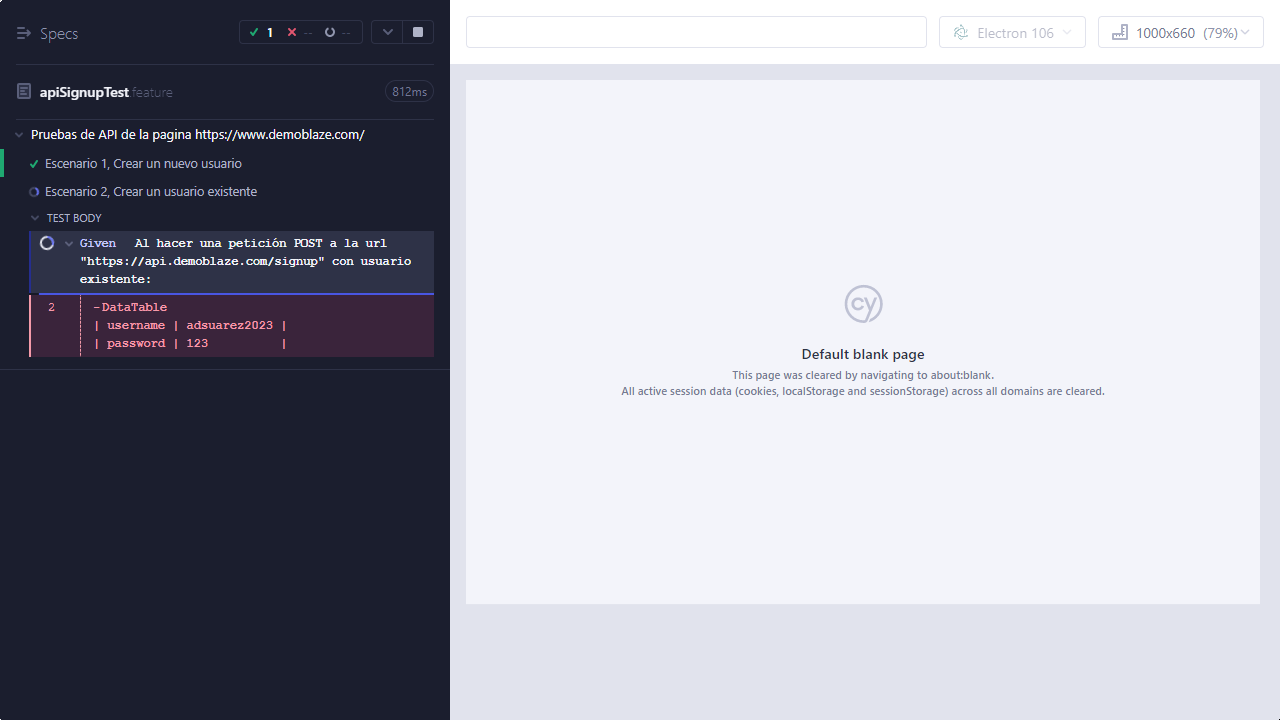 Specs
1 -- --
Electron 106
1000x660 (79%)
apiSignupTest.feature
812ms
Pruebas de API de la pagina https://www.demoblaze.com/
Escenario 1, Crear un nuevo usuario
Escenario 2, Crear un usuario existente
TEST BODY
Given Al hacer una petición POST a la url
"https://api.demoblaze.com/signup" con usuario
existente:
2 -DataTable
| username | adsuarez2023 |
| password | 123 |
cy
Default blank page
This page was cleared by navigating to about:blank.
All active session data (cookies, localStorage and sessionStorage) across all domains are cleared.